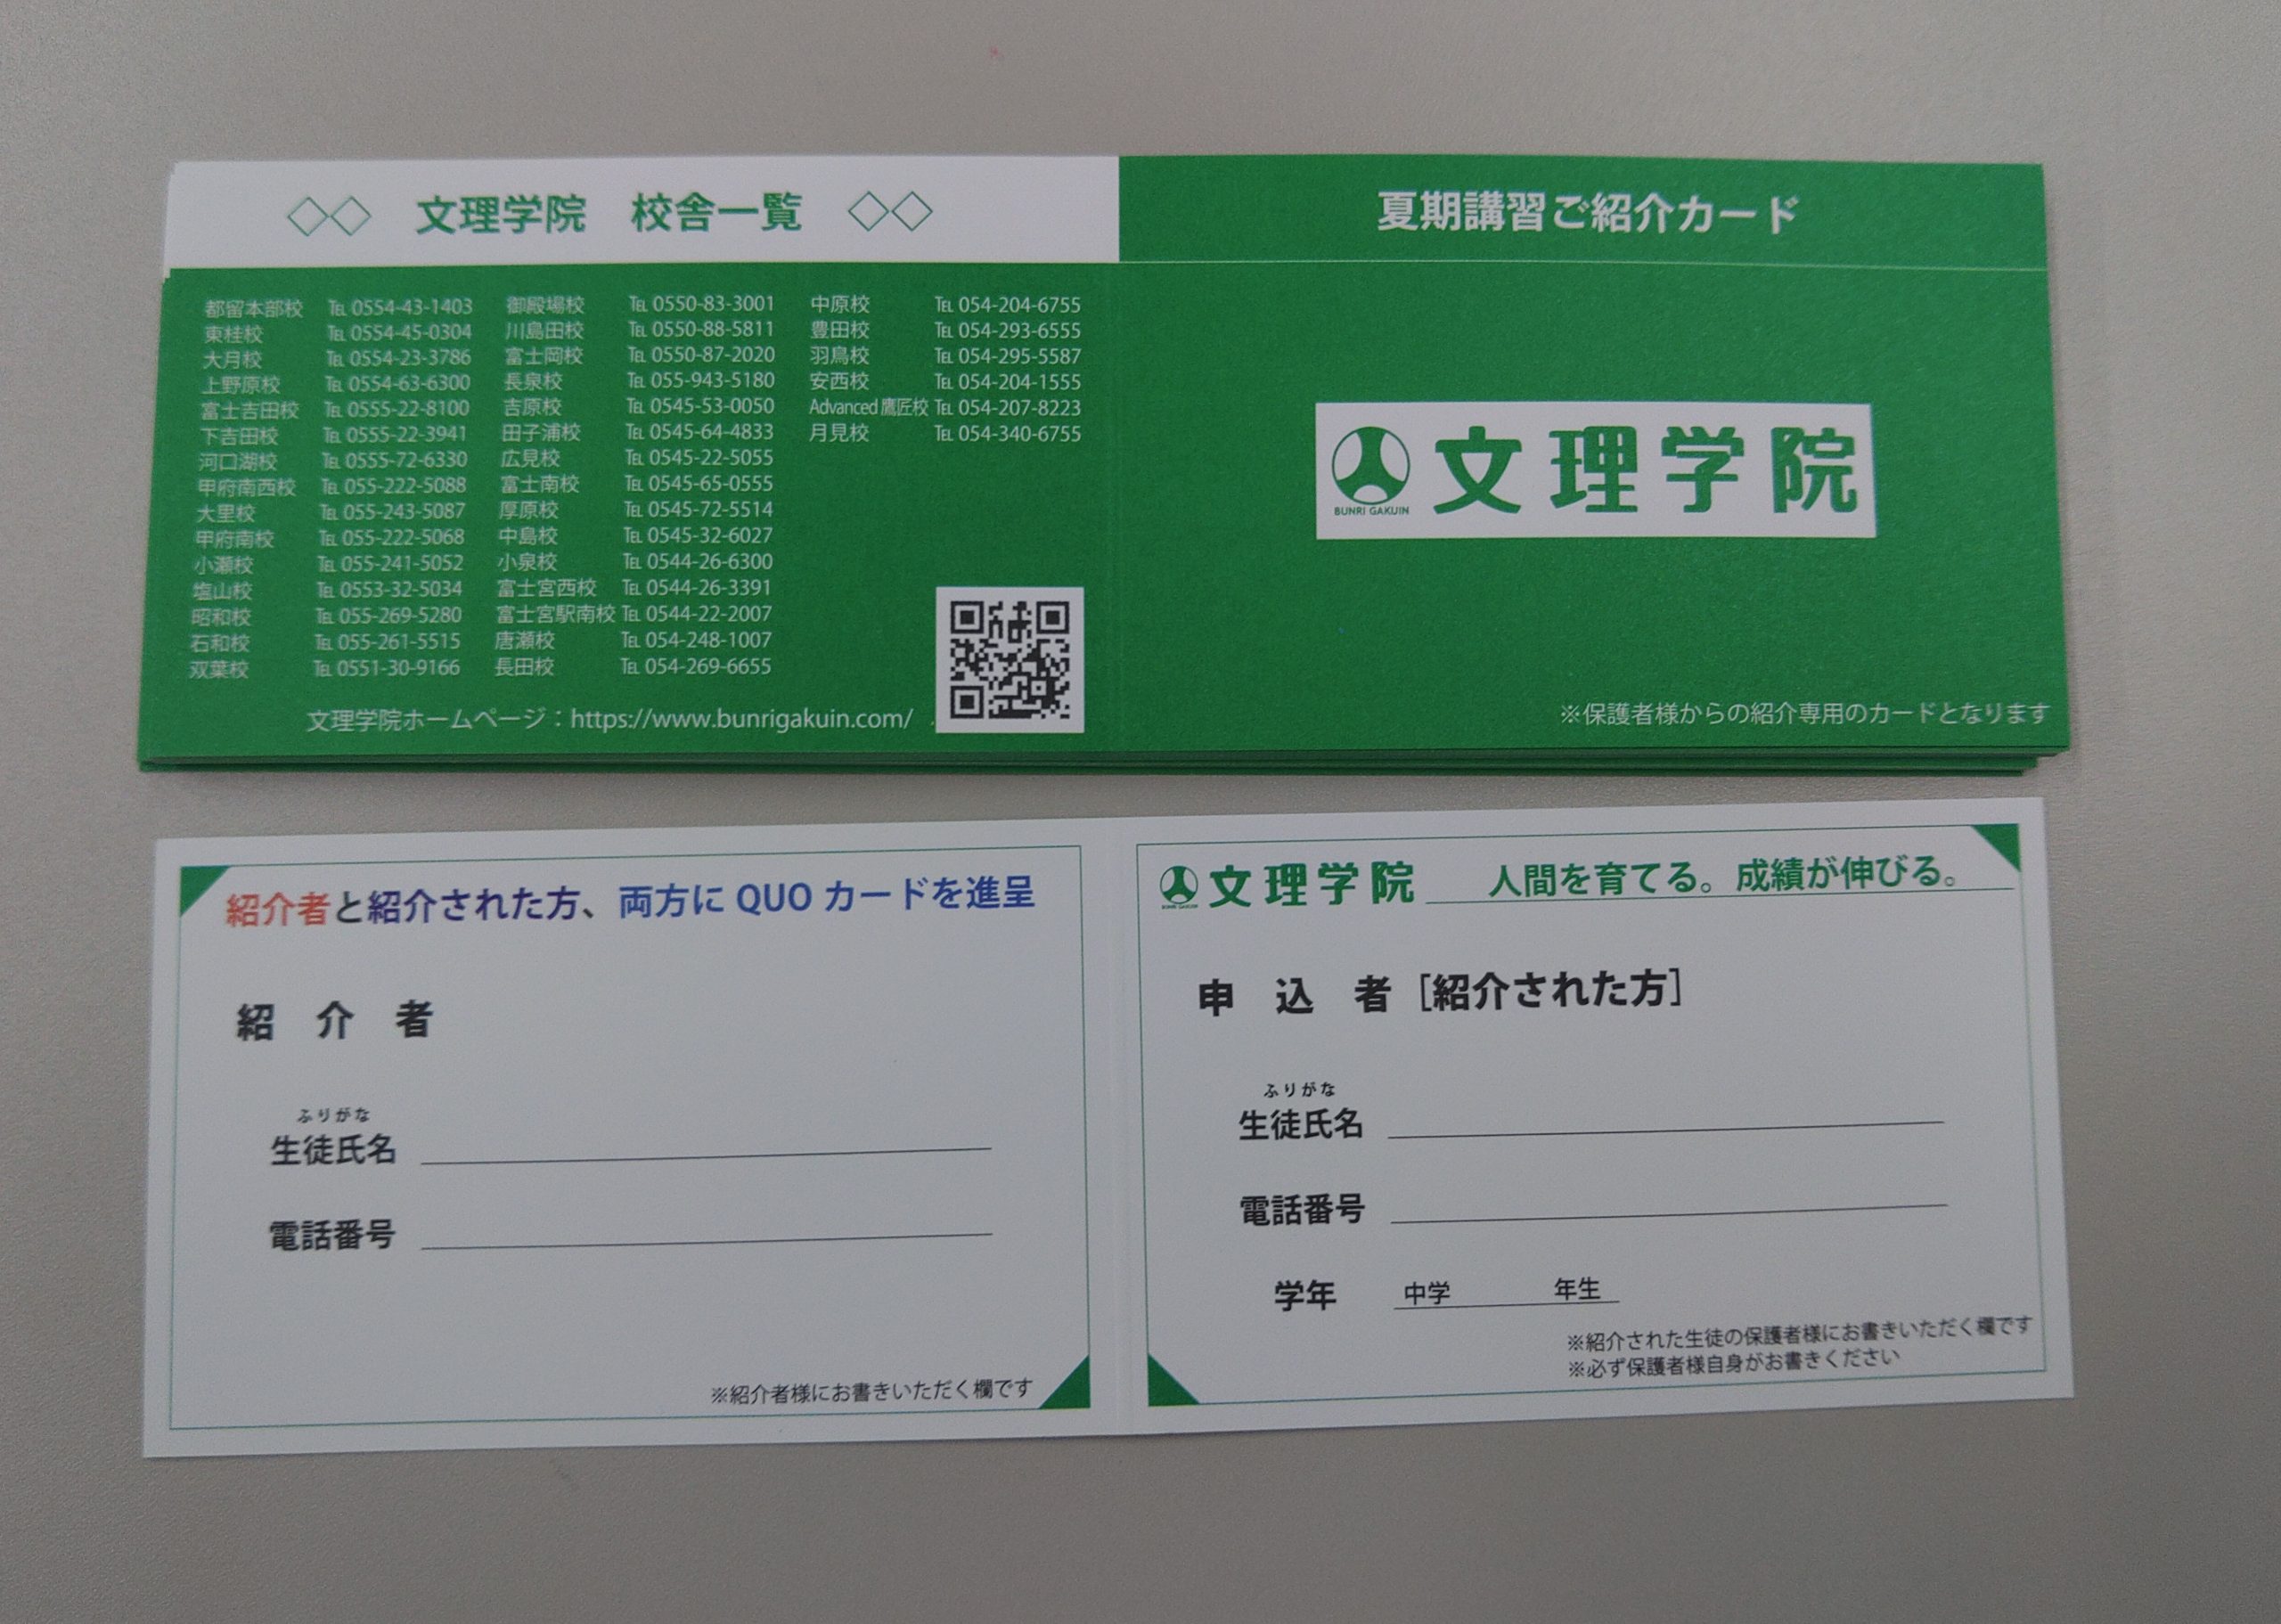 ◇◇ 文理学院 校舎一覧 ◇◇
都留本部校 ℡ 0554-43-1403
東桂校 ℡ 0554-45-0304
大月校 ℡ 0554-23-3786
上野原校 ℡ 0554-63-6300
富士吉田校 ℡ 0555-22-8100
下吉田校 ℡ 0555-22-3941
河口湖校 ℡ 0555-72-6330
甲府南西校 ℡ 055-222-5088
大里校 ℡ 055-243-5087
甲府南校 ℡ 055-222-5068
小瀬校 ℡ 055-241-5052
塩山校 ℡ 0553-32-5034
昭和校 ℡ 055-269-5280
石和校 ℡ 055-261-5515
双葉校 ℡ 0551-30-9166
御殿場校 ℡ 0550-83-3001
川島田校 ℡ 0550-88-5811
富士岡校 ℡ 0550-87-2020
長泉校 ℡ 055-943-5180
吉原校 ℡ 0545-53-0050
田子浦校 ℡ 0545-64-4833
広見校 ℡ 0545-22-5055
富士南校 ℡ 0545-65-0555
厚原校 ℡ 0545-72-5514
中島校 ℡ 0545-32-6027
小泉校 ℡ 0544-26-6300
富士宮西校 ℡ 0544-26-3391
富士宮駅南校 ℡ 0544-22-2007
唐瀬校 ℡ 054-248-1007
長田校 ℡ 054-269-6655
中原校 ℡ 054-204-6755
豊田校 ℡ 054-293-6555
羽鳥校 ℡ 054-295-5587
安西校 ℡ 054-204-1555
Advanced 鷹匠校 ℡ 054-207-8223
月見校 ℡ 054-340-6755
文理学院ホームページ：https://www.bunrigakuin.com/
夏期講習ご紹介カード
BUNRI GAKUIN
文理学院
※保護者様からの紹介専用のカードとなります
紹介者と紹介された方、両方に QUO カードを進呈
紹 介 者
ふりがな
生徒氏名
電話番号
※紹介者様にお書きいただく欄です
BUNRI GAKUIN
文理学院 人間を育てる。成績が伸びる。
申 込 者 [紹介された方]
ふりがな
生徒氏名
電話番号
学年 中学 年生
※紹介された生徒の保護者様にお書きいただく欄です
※必ず保護者様自身がお書きください